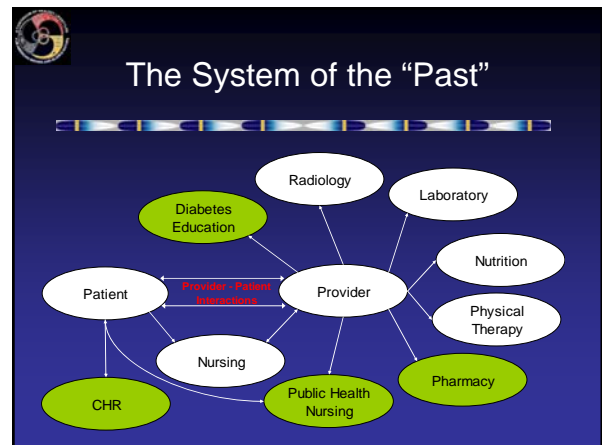 The System of the “Past”
Radiology
Laboratory
Diabetes
Education
Nutrition
Provider - Patient
Interactions
Patient
Provider
Physical
Therapy
Nursing
Pharmacy
Public Health
Nursing
CHR